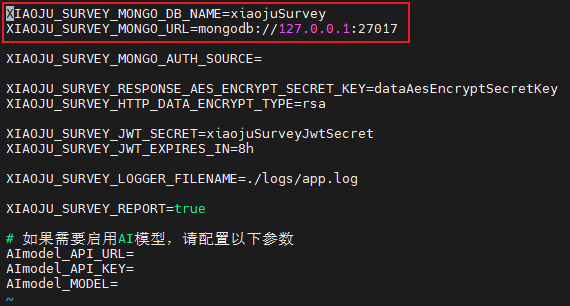 XIAOJU_SURVEY_MONGO_DB_NAME=xiaojuSurvey
XIAOJU_SURVEY_MONGO_URL=mongodb://127.0.0.1:27017
XIAOJU_SURVEY_MONGO_AUTH_SOURCE=
XIAOJU_SURVEY_RESPONSE_AES_ENCRYPT_SECRET_KEY=dataAesEncryptSecretKey
XIAOJU_SURVEY_HTTP_DATA_ENCRYPT_TYPE=rsa
XIAOJU_SURVEY_JWT_SECRET=xiaojuSurveyJwtSecret
XIAOJU_SURVEY_JWT_EXPIRES_IN=8h
XIAOJU_SURVEY_LOGGER_FILENAME=./logs/app.log
XIAOJU_SURVEY_REPORT=true
# 如果需要启用AI模型，请配置以下参数
AImodel_API_URL=
AImodel_API_KEY=
AImodel_MODEL=
~